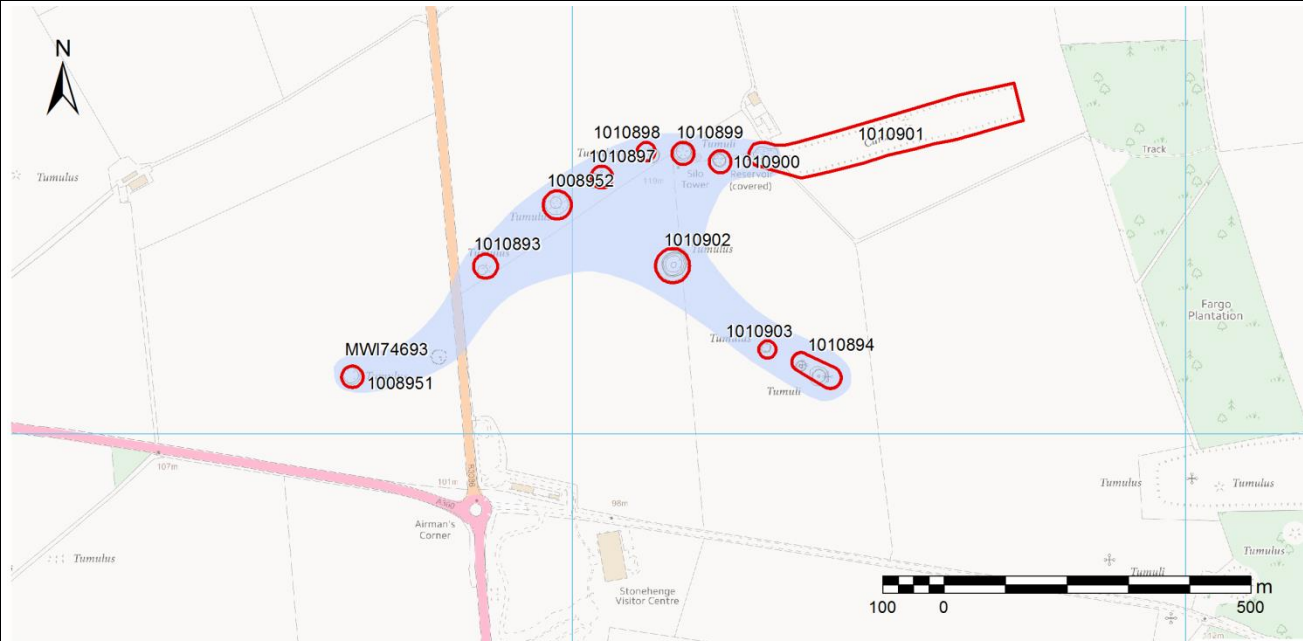 N
1010898
1010899
1010901
Tumuli
Tumuli
1010897
1010900
Track
Silo
Tower
Reservoir
(covered)
1008952
Tumulus
119m
Tumulus
1010893
Tumulus
1010902
Tumulus
Fargo
Plantation
1010903
Tumulus
1010894
MWI74693
1008951
Tumuli
107m
101m
98m
Airman's
Corner
Tumulus
Tumulus
Tumulus
Tumulus
Tumuli
Stonehenge
Visitor Centre
m
100
0
500